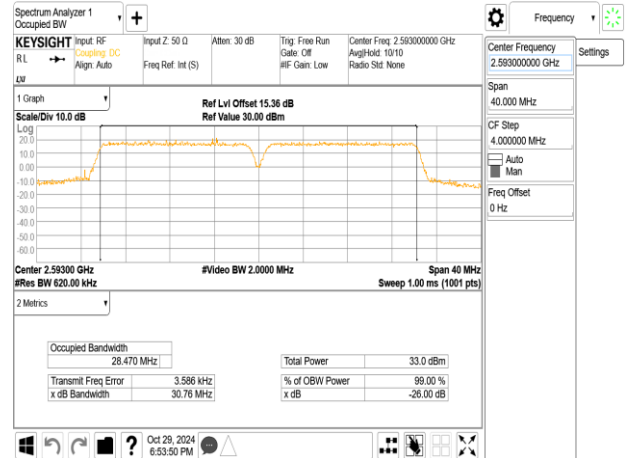 Spectrum Analyzer 1
Occupied BW
Frequency
KEYSIGHT
Input: RF
Input Z: 50 Ω
Atten: 30 dB
Trig: Free Run
Center Freq: 2.593000000 GHz
RL
Coupling: DC
Gate: Off
Avg|Hold: 10/10
Align: Auto
Freq Ref: Int (S)
#IF Gain: Low
Radio Std: None
LXI
Center Frequency
2.593000000 GHz
Settings
Span
40.000 MHz
CF Step
4.000000 MHz
Auto
Man
Freq Offset
0 Hz
1 Graph
Ref Lvl Offset 15.36 dB
Scale/Div 10.0 dB
Ref Value 30.00 dBm
Log
20.0
10.0
0.00
-10.0
-20.0
-30.0
-40.0
-50.0
-60.0
Center 2.59300 GHz
#Video BW 2.0000 MHz
Span 40 MHz
#Res BW 620.00 kHz
Sweep 1.00 ms (1001 pts)
2 Metrics
Occupied Bandwidth
28.470 MHz
Total Power
33.0 dBm
Transmit Freq Error
3.586 kHz
% of OBW Power
99.00 %
x dB Bandwidth
30.76 MHz
x dB
-26.00 dB
?
Oct 29, 2024
6:53:50 PM